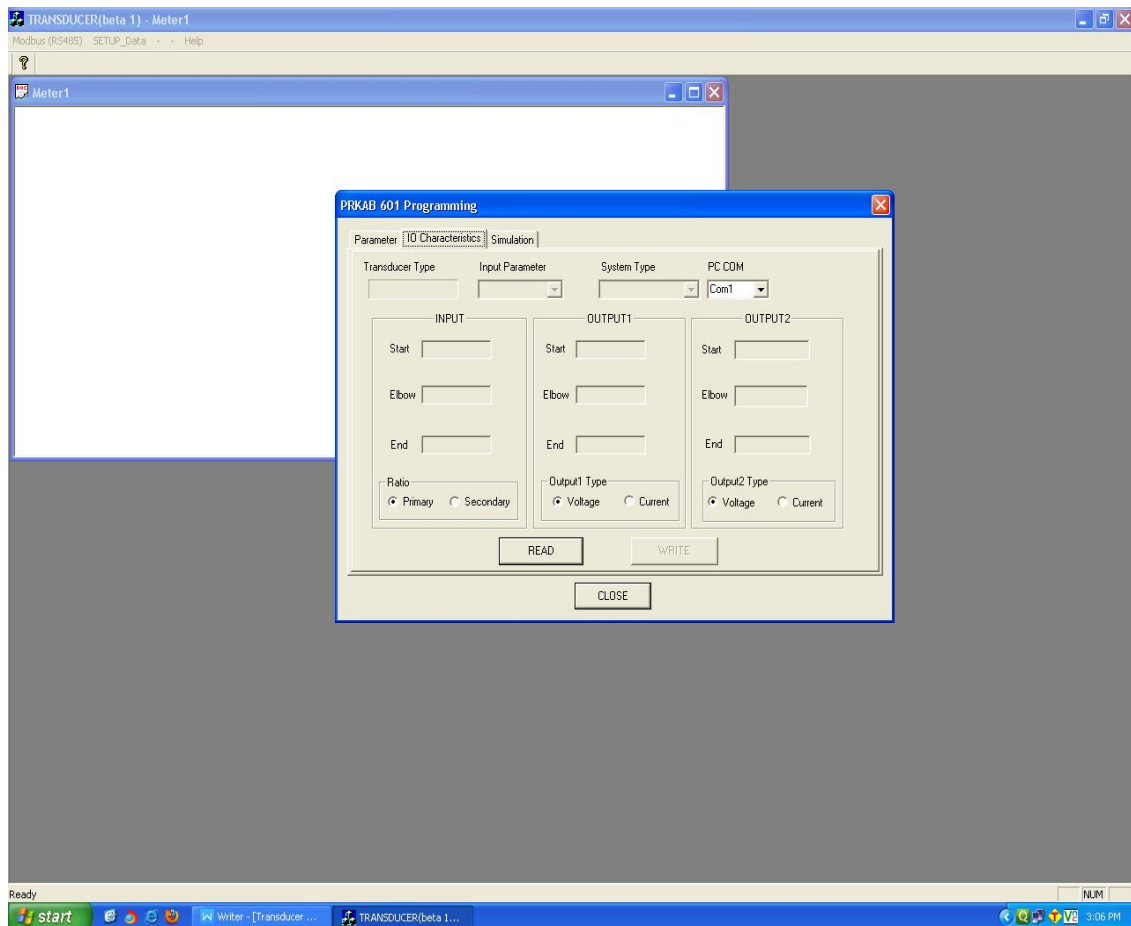 TRANSDUCER(beta 1) - Meter1
Modbus (RS485) SETUP_Data - - Help
Meter1
PRKAB 601 Programming
Parameter IO Characteristics Simulation
Transducer Type Input Parameter System Type PC COM
Com1
INPUT OUTPUT1 OUTPUT2
Start Start Start
Elbow Elbow Elbow
End End End
Ratio Output1 Type Output2 Type
Primary Secondary Voltage Current Voltage Current
READ WRITE
CLOSE
Ready NUM
start Writer - [Transducer ... TRANSDUCER(beta 1... 3:06 PM